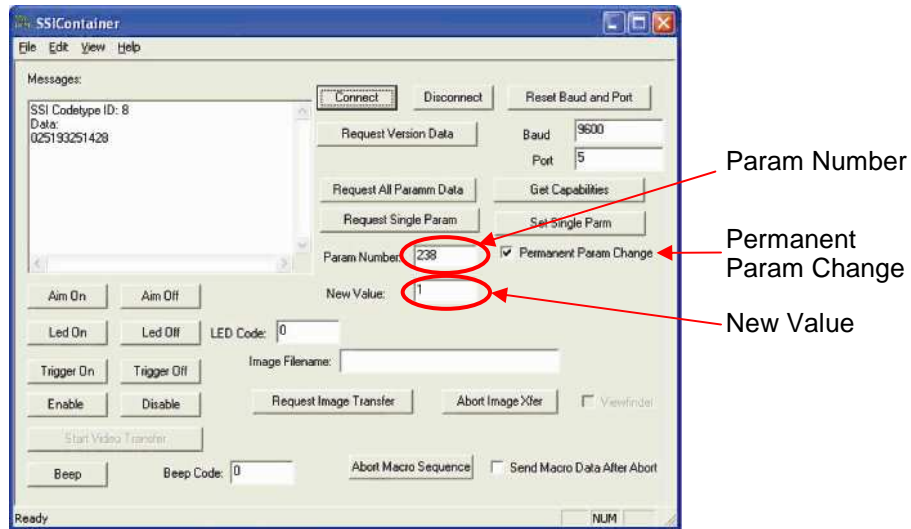 SSIContainer
File Edit View Help
Messages:
SSI Codetype ID: 8
Data:
025193251428
Connect Disconnect Reset Baud and Port
Request Version Data Baud 9600
Port 5
Request All Paramm Data Get Capabilities
Request Single Param Set Single Parm
Param Number: 238 Permanent Param Change
New Value: 1
Aim On Aim Off
Led On Led Off LED Code: 0
Image Filename:
Trigger On Trigger Off
Enable Disable Request Image Transfer Abort Image Xfer Viewfinder
Start Video Transfer
Beep Beep Code: 0 Abort Macro Sequence Send Macro Data After Abort
Ready NUM
Param Number
Permanent
Param Change
New Value